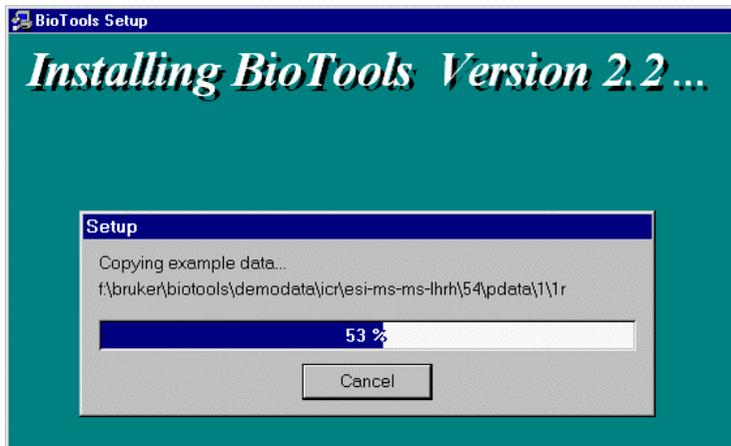 BioTools Setup
Installing BioTools Version 2.2 ...
Setup
Copying example data...
f:\bruker\biotools\demodata\icr\esi-ms-ms-lhrh\54\pdata\1\1r
53 %
Cancel